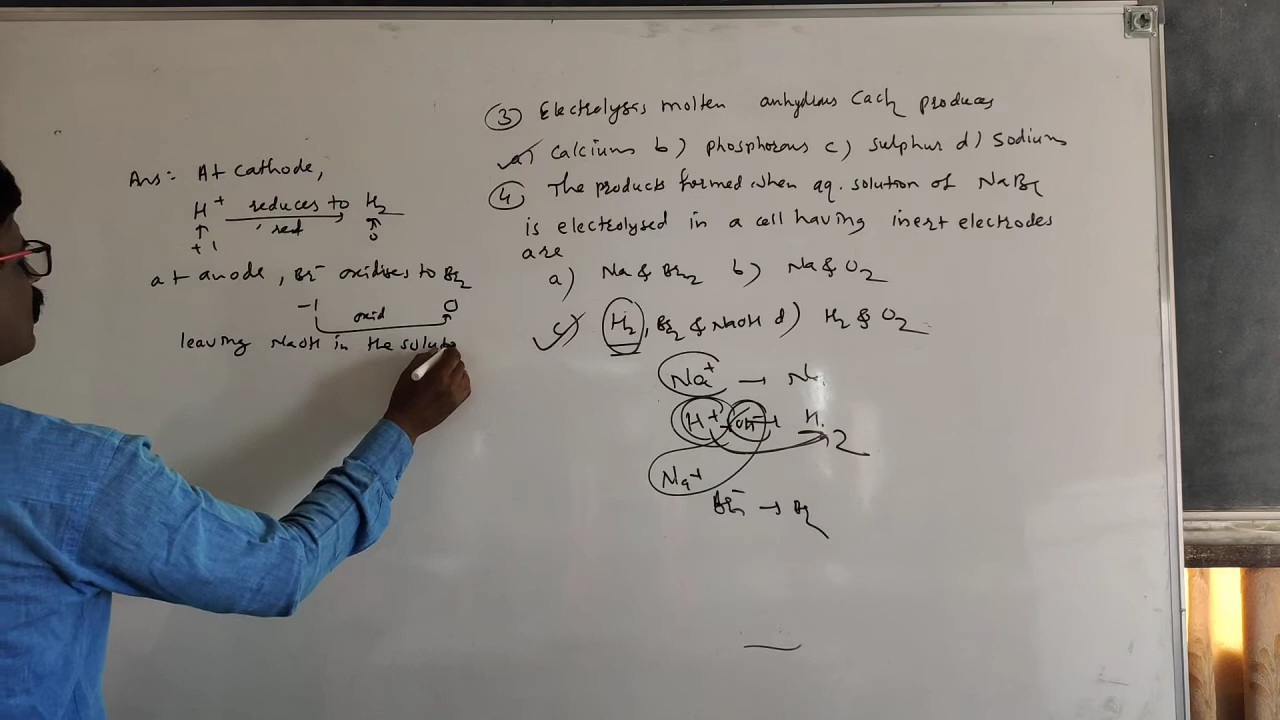 Ans:- At cathode,
H⁺ reduces to H₂
red
+1 0
at anode, Br⁻ oxidises to Br₂
-1 oxid 0
leaving NaOH in the solut
③ Electrolysis molten anhydrous CaCl₂ produces
a) Calcium b) phosphorous c) sulphur d) Sodium
④ The products formed when aq. solution of NaBr
is electrolysed in a cell having inert electrodes
are
a) Na & Br₂ b) Na & O₂
c) H₂, Br₂ & NaOH d) H₂ & O₂
Na⁺ → Na
H⁺ OH⁻ → H₂
Na⁺
Br⁻ → Br₂